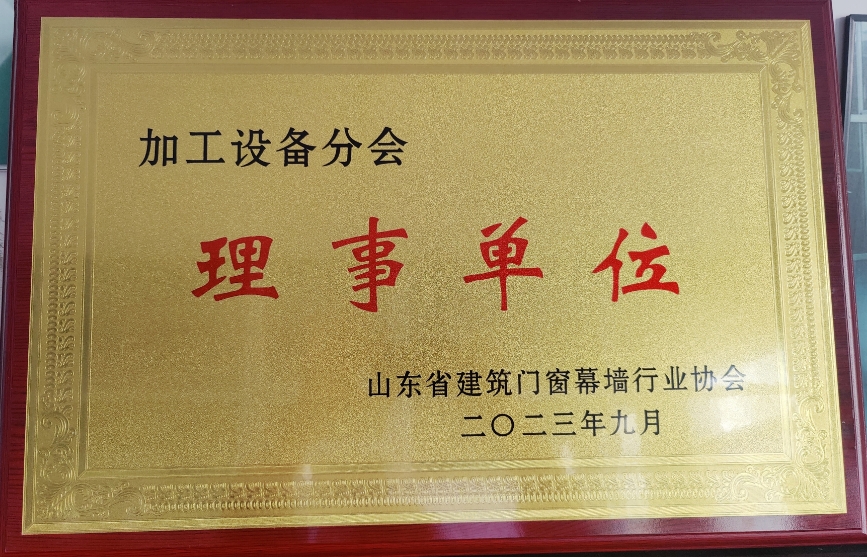 加工设备分会
理事单位
山东省建筑门窗幕墙行业协会
二〇二三年九月